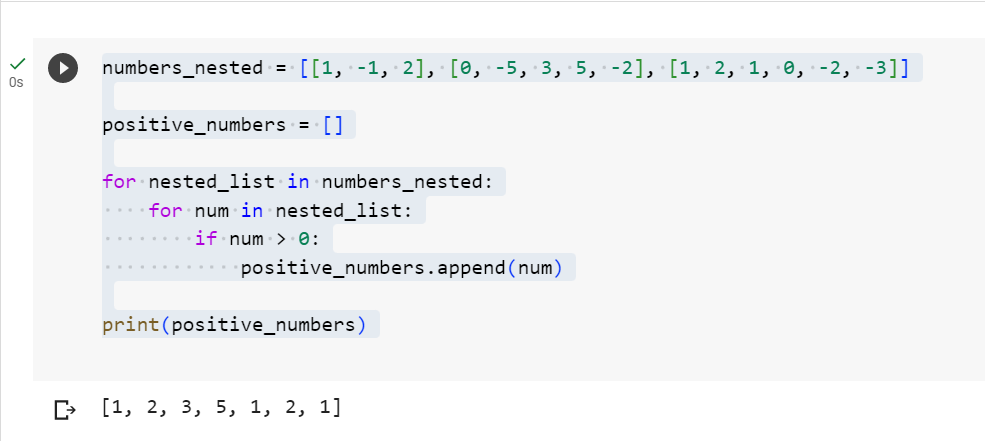 numbers_nested = [[1, -1, 2], [0, -5, 3, 5, -2], [1, 2, 1, 0, -2, -3]]
0s
positive_numbers = []
for nested_list in numbers_nested:
    for num in nested_list:
        if num > 0:
            positive_numbers.append(num)
print(positive_numbers)
[1, 2, 3, 5, 1, 2, 1]